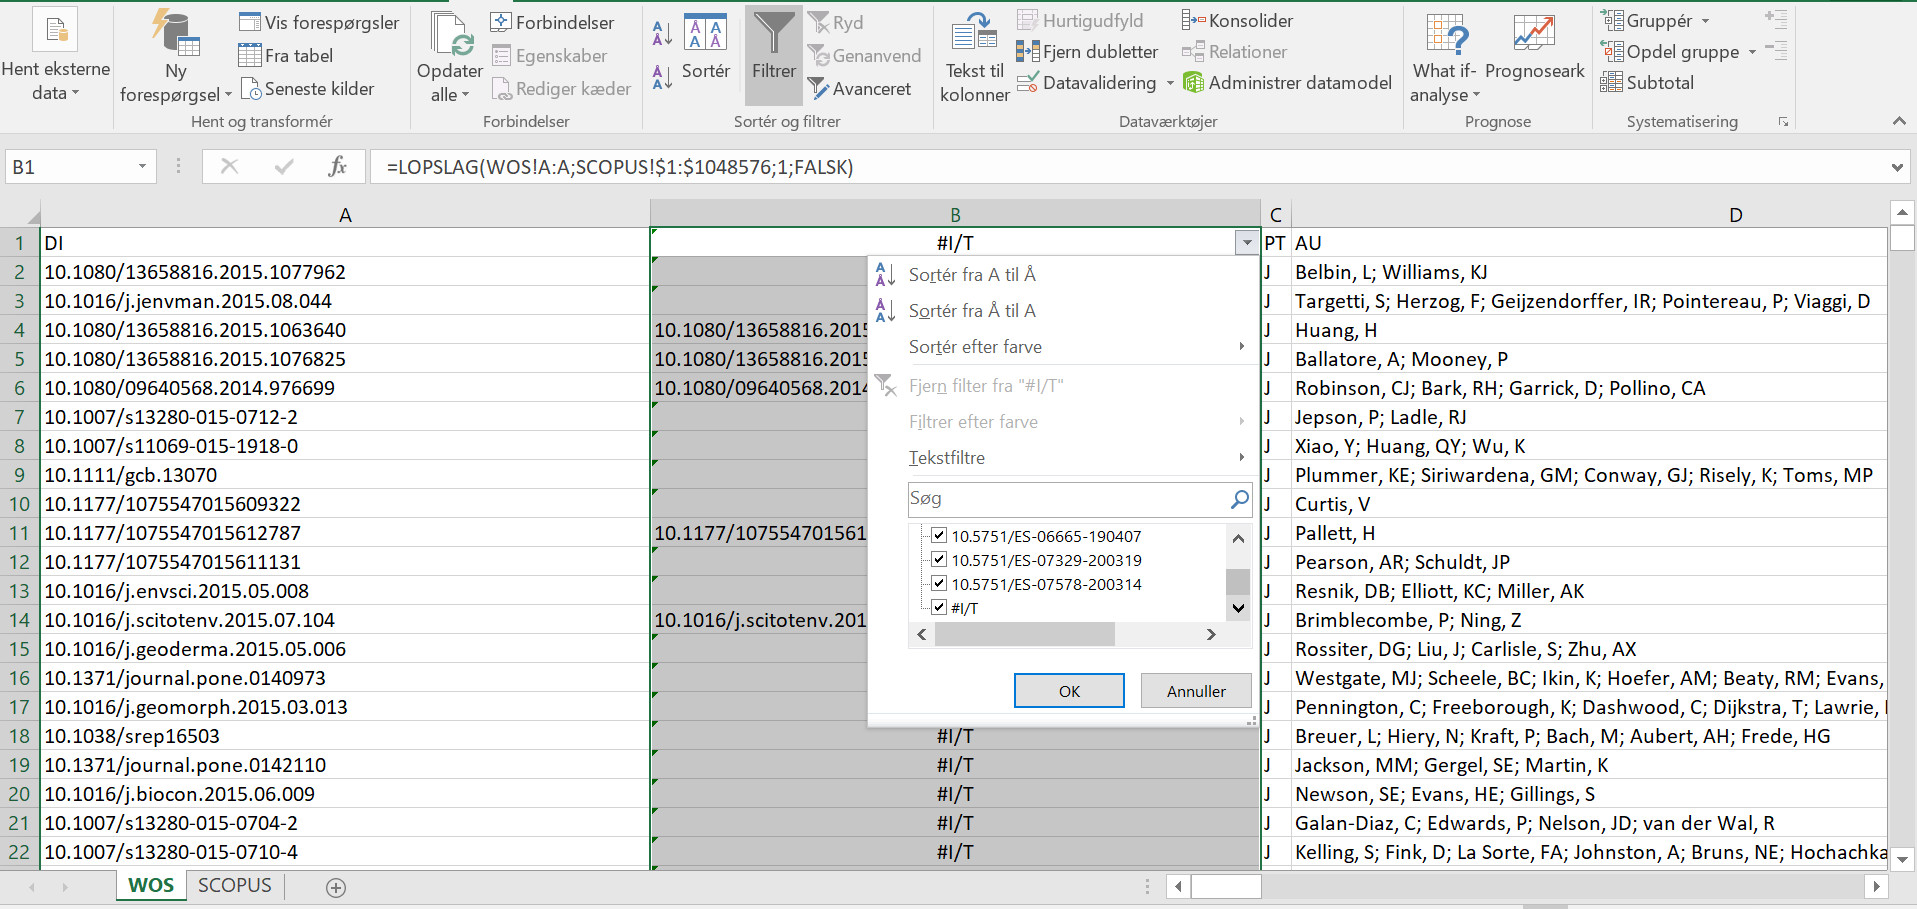 Hent eksterne
data
Ny
forespørgsel
Vis forespørgsler
Fra tabel
Seneste kilder
Hent og transformér
Opdater
alle
Forbindelser
Egenskaber
Rediger kæder
Forbindelser
Sortér
Filtrer
Ryd
Genanvend
Avanceret
Sortér og filtrer
Tekst til
kolonner
Hurtigudfyld
Fjern dubletter
Datavalidering
Konsolider
Relationer
Administrer datamodel
Dataværktøjer
What if-
analyse
Prognoseark
Prognose
Gruppér
Opdel gruppe
Subtotal
Systematisering
B1
fx
=LOPSLAG(WOS!A:A;SCOPUS!$1:$1048576;1;FALSK)
A B C D
1 DI #I/T PT AU
2 10.1080/13658816.2015.1077962 J Belbin, L; Williams, KJ
3 10.1016/j.jenvman.2015.08.044 J Targetti, S; Herzog, F; Geijzendorffer, IR; Pointereau, P; Viaggi, D
4 10.1080/13658816.2015.1063640 10.1080/13658816.2015 J Huang, H
5 10.1080/13658816.2015.1076825 10.1080/13658816.2015 J Ballatore, A; Mooney, P
6 10.1080/09640568.2014.976699 10.1080/09640568.2014 J Robinson, CJ; Bark, RH; Garrick, D; Pollino, CA
7 10.1007/s13280-015-0712-2 J Jepson, P; Ladle, RJ
8 10.1007/s11069-015-1918-0 J Xiao, Y; Huang, QY; Wu, K
9 10.1111/gcb.13070 J Plummer, KE; Siriwardena, GM; Conway, GJ; Risely, K; Toms, MP
10 10.1177/1075547015609322 J Curtis, V
11 10.1177/1075547015612787 10.1177/107554701561 J Pallett, H
12 10.1177/1075547015611131 J Pearson, AR; Schuldt, JP
13 10.1016/j.envsci.2015.05.008 J Resnik, DB; Elliott, KC; Miller, AK
14 10.1016/j.scitotenv.2015.07.104 10.1016/j.scitotenv.201 J Brimblecombe, P; Ning, Z
15 10.1016/j.geoderma.2015.05.006 J Rossiter, DG; Liu, J; Carlisle, S; Zhu, AX
16 10.1371/journal.pone.0140973 J Westgate, MJ; Scheele, BC; Ikin, K; Hoefer, AM; Beaty, RM; Evans,
17 10.1016/j.geomorph.2015.03.013 J Pennington, C; Freeborough, K; Dashwood, C; Dijkstra, T; Lawrie,
18 10.1038/srep16503 #I/T J Breuer, L; Hiery, N; Kraft, P; Bach, M; Aubert, AH; Frede, HG
19 10.1371/journal.pone.0142110 #I/T J Jackson, MM; Gergel, SE; Martin, K
20 10.1016/j.biocon.2015.06.009 #I/T J Newson, SE; Evans, HE; Gillings, S
21 10.1007/s13280-015-0704-2 #I/T J Galan-Diaz, C; Edwards, P; Nelson, JD; van der Wal, R
22 10.1007/s13280-015-0710-4 #I/T J Kelling, S; Fink, D; La Sorte, FA; Johnston, A; Bruns, NE; Hochachka
Sortér fra A til Å
Sortér fra Å til A
Sortér efter farve
Fjern filter fra "#I/T"
Filtrer efter farve
Tekstfiltre
Søg
10.5751/ES-06665-190407
10.5751/ES-07329-200319
10.5751/ES-07578-200314
#I/T
OK Annuller
WOS SCOPUS